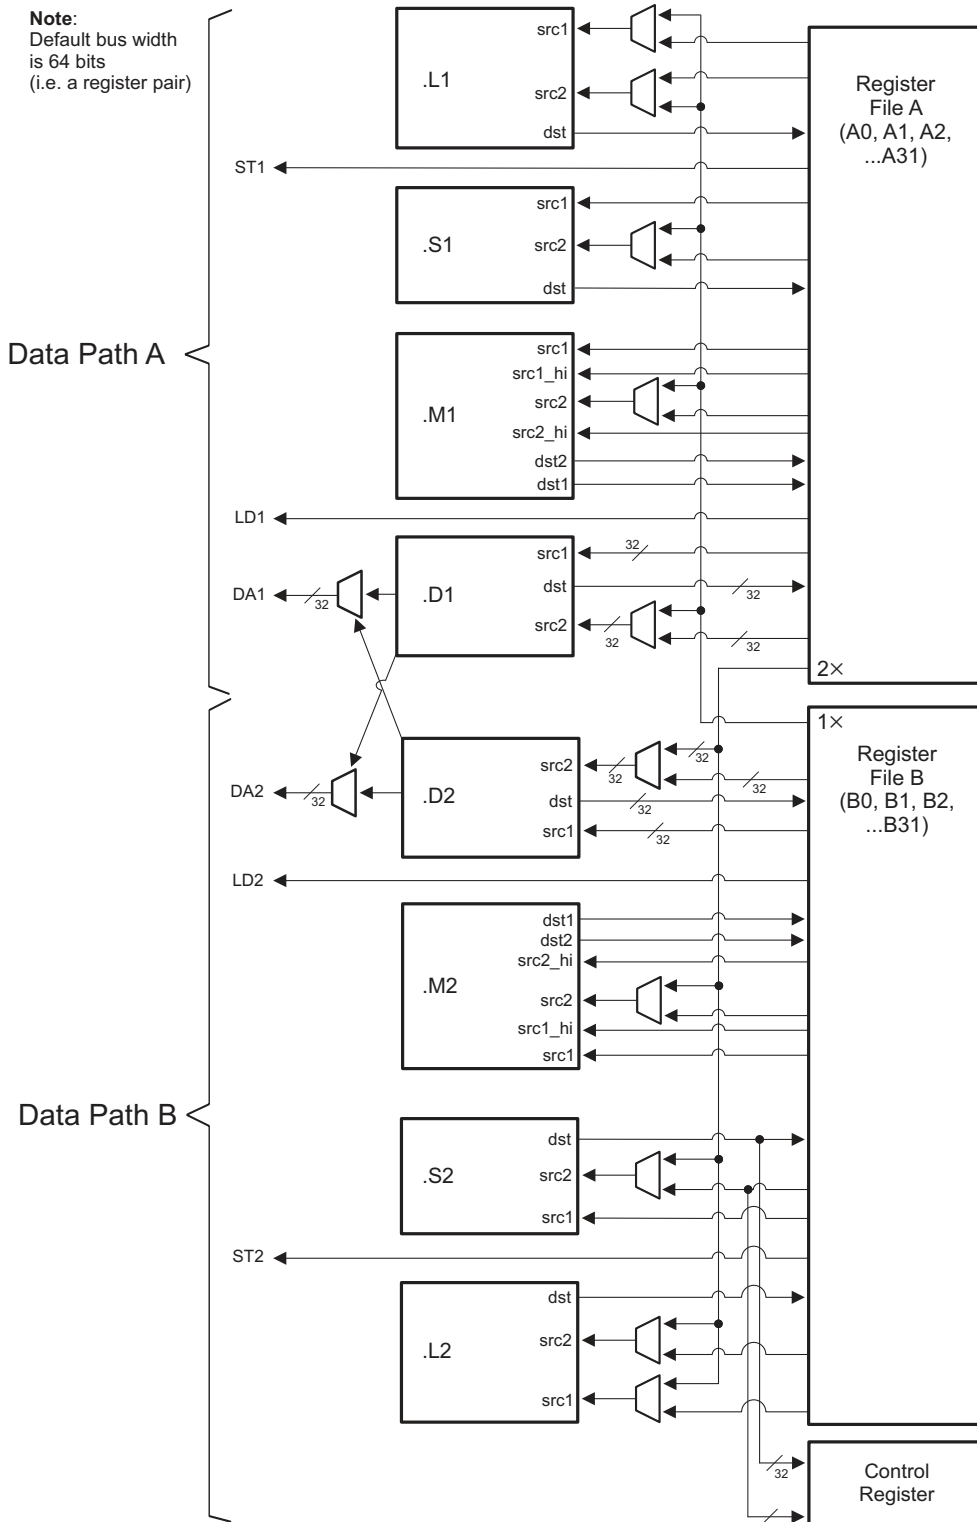 Note:
Default bus width
is 64 bits
(i.e. a register pair)
src1
.L1
src2
dst
Register
File A
(A0, A1, A2,
...A31)
ST1
src1
.S1
src2
dst
Data Path A
src1
src1_hi
.M1
src2
src2_hi
dst2
dst1
LD1
src1
32
DA1
32
.D1
dst
32
src2
32
32
2×
1×
Register
File B
(B0, B1, B2,
...B31)
DA2
32
.D2
src2
32
32
32
dst
32
src1
32
LD2
dst1
dst2
src2_hi
.M2
src2
src1_hi
src1
Data Path B
dst
.S2
src2
src1
ST2
dst
.L2
src2
src1
32
Control
Register